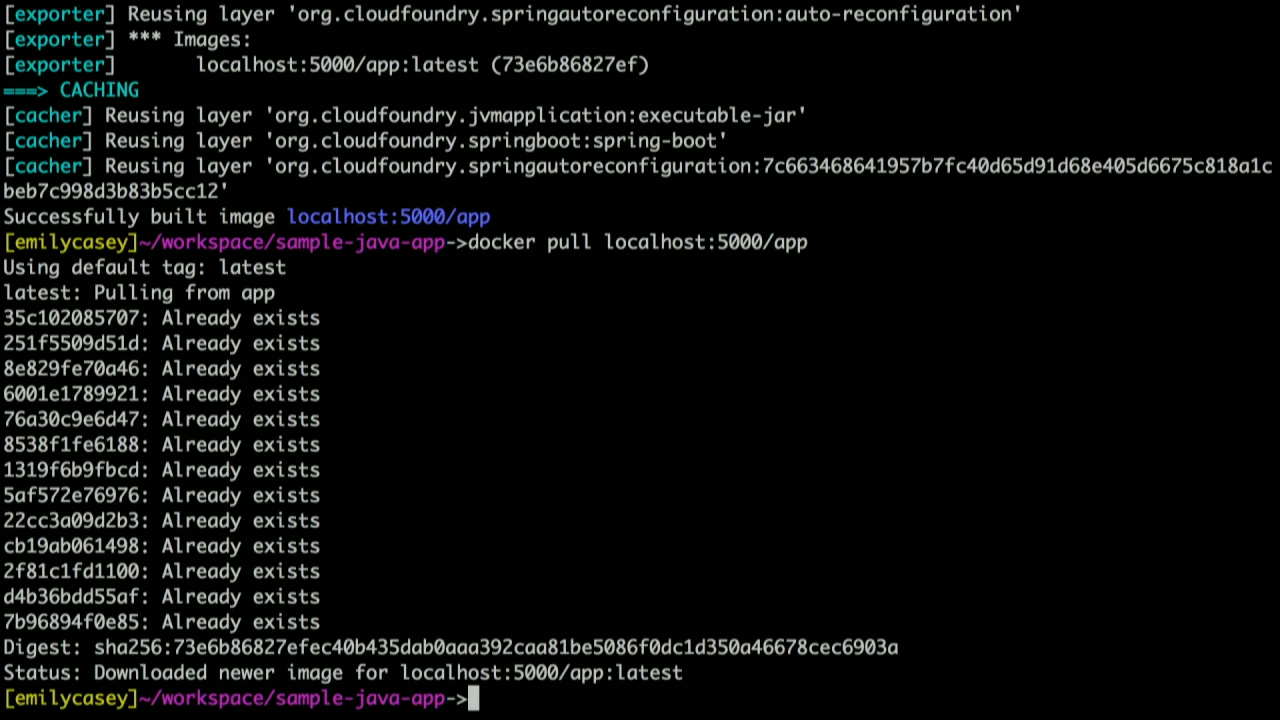 [exporter] Reusing layer 'org.cloudfoundry.springautoreconfiguration:auto-reconfiguration'
[exporter] *** Images:
[exporter]       localhost:5000/app:latest (73e6b86827ef)
===> CACHING
[cacher] Reusing layer 'org.cloudfoundry.jvmapplication:executable-jar'
[cacher] Reusing layer 'org.cloudfoundry.springboot:spring-boot'
[cacher] Reusing layer 'org.cloudfoundry.springautoreconfiguration:7c663468641957b7fc40d65d91d68e405d6675c818a1c
beb7c998d3b83b5cc12'
Successfully built image localhost:5000/app
[emilycasey]~/workspace/sample-java-app->docker pull localhost:5000/app
Using default tag: latest
latest: Pulling from app
35c102085707: Already exists
251f5509d51d: Already exists
8e829fe70a46: Already exists
6001e1789921: Already exists
76a30c9e6d47: Already exists
8538f1fe6188: Already exists
1319f6b9fbcd: Already exists
5af572e76976: Already exists
22cc3a09d2b3: Already exists
cb19ab061498: Already exists
2f81c1fd1100: Already exists
d4b36bdd55af: Already exists
7b96894f0e85: Already exists
Digest: sha256:73e6b86827efec40b435dab0aaa392caa81be5086f0dc1d350a46678cec6903a
Status: Downloaded newer image for localhost:5000/app:latest
[emilycasey]~/workspace/sample-java-app->